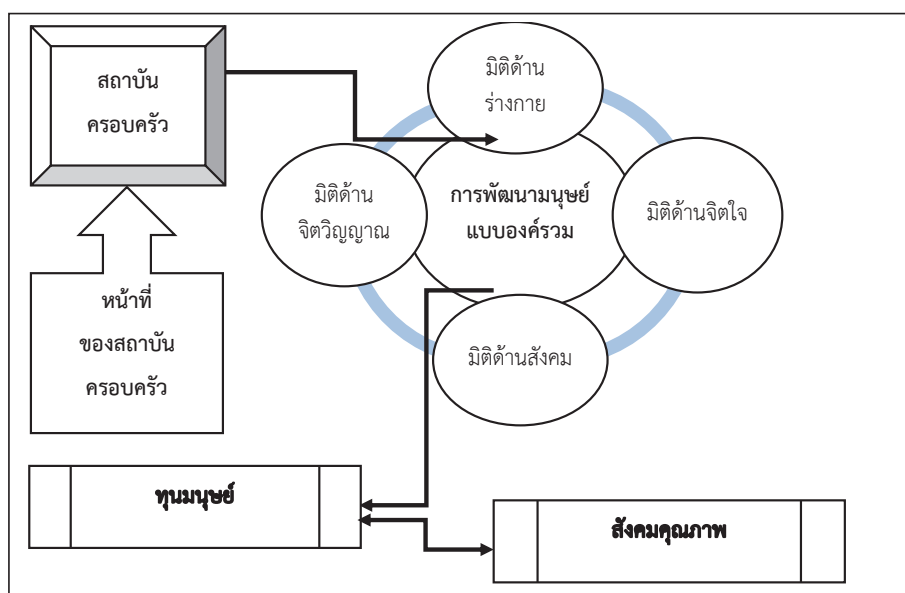 สถาบัน
ครอบครัว
มิติด้าน
ร่างกาย
มิติด้าน
จิตวิญญาณ
การพัฒนามนุษย์
แบบองค์รวม
มิติด้านจิตใจ
หน้าที่
ของสถาบัน
ครอบครัว
มิติด้านสังคม
ทุนมนุษย์
สังคมคุณภาพ